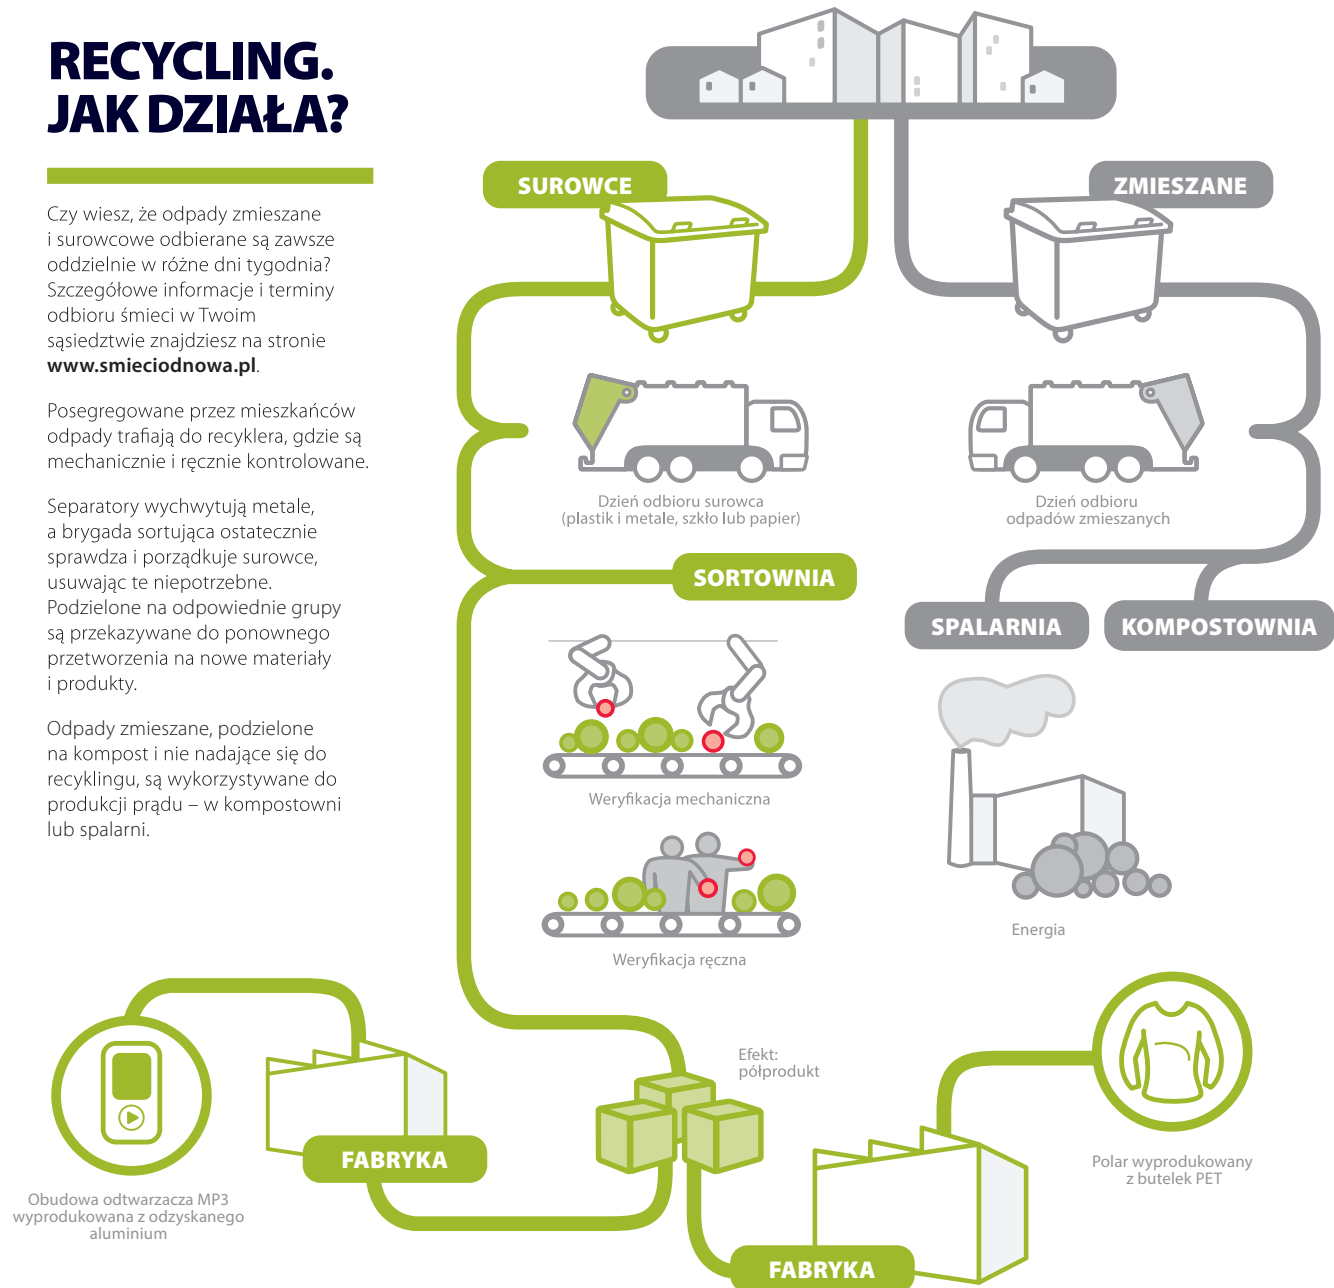 RECYCLING.
JAK DZIAŁA?
Czy wiesz, że odpady zmieszane
i surowcowe odbierane są zawsze
oddzielnie w różne dni tygodnia?
Szczegółowe informacje i terminy
odbioru śmieci w Twoim
sąsiedztwie znajdziesz na stronie
www.smieciodnowa.pl.
Posegregowane przez mieszkańców
odpady trafiają do recyklera, gdzie są
mechanicznie i ręcznie kontrolowane.
Separatory wychwytują metale,
a brygada sortująca ostatecznie
sprawdza i porządkuje surowce,
usuwając te niepotrzebne.
Podzielone na odpowiednie grupy
są przekazywane do ponownego
przetworzenia na nowe materiały
i produkty.
Odpady zmieszane, podzielone
na kompost i nie nadające się do
recyklingu, są wykorzystywane do
produkcji prądu – w kompostowni
lub spalarni.
SUROWCE
ZMIESZANE
Dzień odbioru surowca
(plastik i metale, szkło lub papier)
Dzień odbioru
odpadów zmieszanych
SORTOWNIA
SPALARNIA
KOMPOSTOWNIA
Weryfikacja mechaniczna
Weryfikacja ręczna
Energia
Efekt:
półprodukt
FABRYKA
Obudowa odtwarzacza MP3
wyprodukowana z odzyskanego
aluminium
Polar wyprodukowany
z butelek PET
FABRYKA